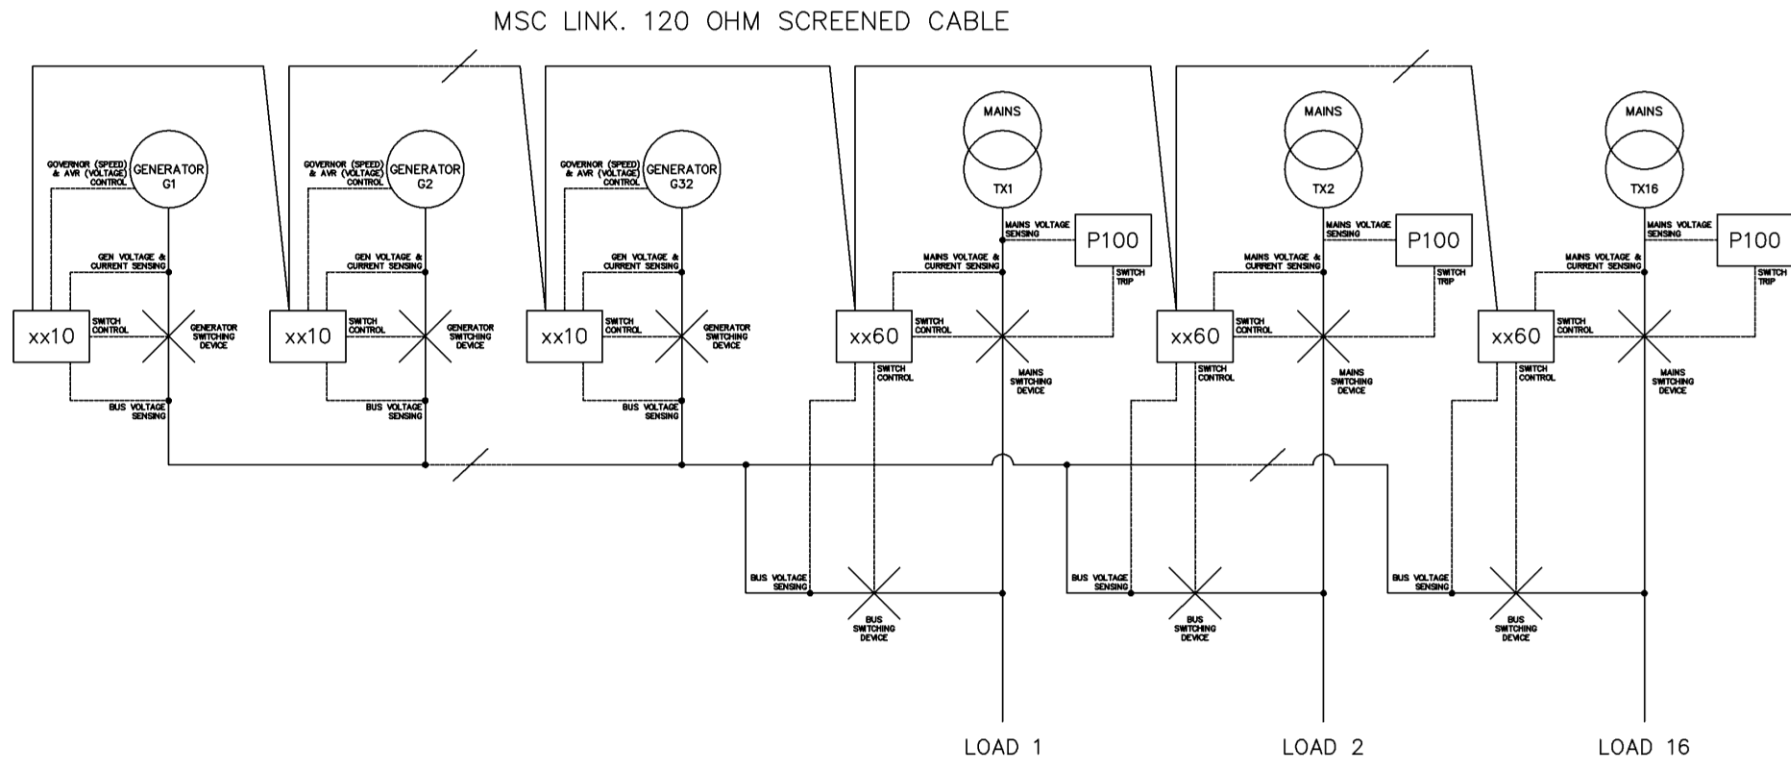 MSC LINK. 120 OHM SCREENED CABLE
GOVERNOR (SPEED)
& AVR (VOLTAGE)
CONTROL
GENERATOR
G1
GOVERNOR (SPEED)
& AVR (VOLTAGE)
CONTROL
GENERATOR
G2
GOVERNOR (SPEED)
& AVR (VOLTAGE)
CONTROL
GENERATOR
G32
MAINS
TX1
MAINS
TX2
MAINS
TX16
MAINS VOLTAGE
SENSING
P100
MAINS VOLTAGE
SENSING
P100
MAINS VOLTAGE
SENSING
P100
GEN VOLTAGE &
CURRENT SENSING
GEN VOLTAGE &
CURRENT SENSING
GEN VOLTAGE &
CURRENT SENSING
MAINS VOLTAGE &
CURRENT SENSING
SWITCH
TRIP
MAINS VOLTAGE &
CURRENT SENSING
SWITCH
TRIP
MAINS VOLTAGE &
CURRENT SENSING
SWITCH
TRIP
xx10
SWITCH
CONTROL
GENERATOR
SWITCHING
DEVICE
xx10
SWITCH
CONTROL
GENERATOR
SWITCHING
DEVICE
xx10
SWITCH
CONTROL
GENERATOR
SWITCHING
DEVICE
xx60
SWITCH
CONTROL
xx60
SWITCH
CONTROL
xx60
SWITCH
CONTROL
SWITCH
CONTROL
MAINS
SWITCHING
DEVICE
SWITCH
CONTROL
MAINS
SWITCHING
DEVICE
SWITCH
CONTROL
MAINS
SWITCHING
DEVICE
BUS VOLTAGE
SENSING
BUS VOLTAGE
SENSING
BUS VOLTAGE
SENSING
BUS VOLTAGE
SENSING
BUS
SWITCHING
DEVICE
BUS VOLTAGE
SENSING
BUS
SWITCHING
DEVICE
BUS VOLTAGE
SENSING
BUS
SWITCHING
DEVICE
LOAD 1
LOAD 2
LOAD 16